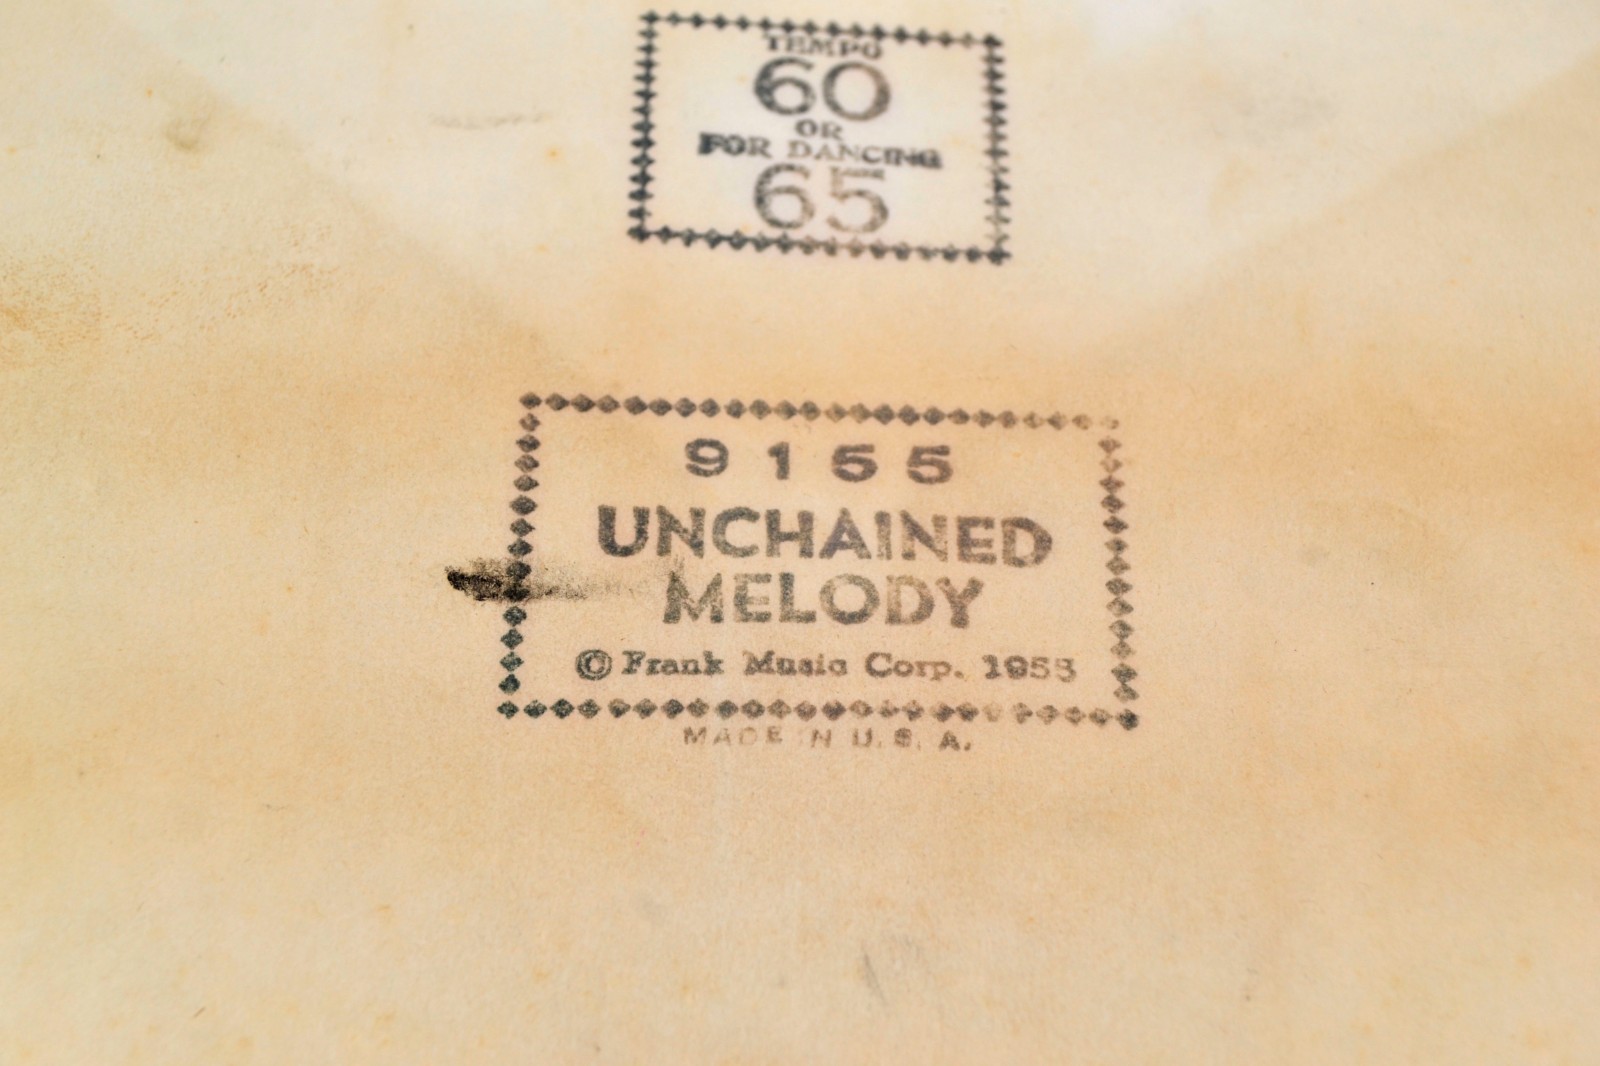 TEMPO
60
OR
FOR DANCING
65
9155
UNCHAINED
MELODY
© Frank Music Corp. 1955
MADE IN U. S. A.